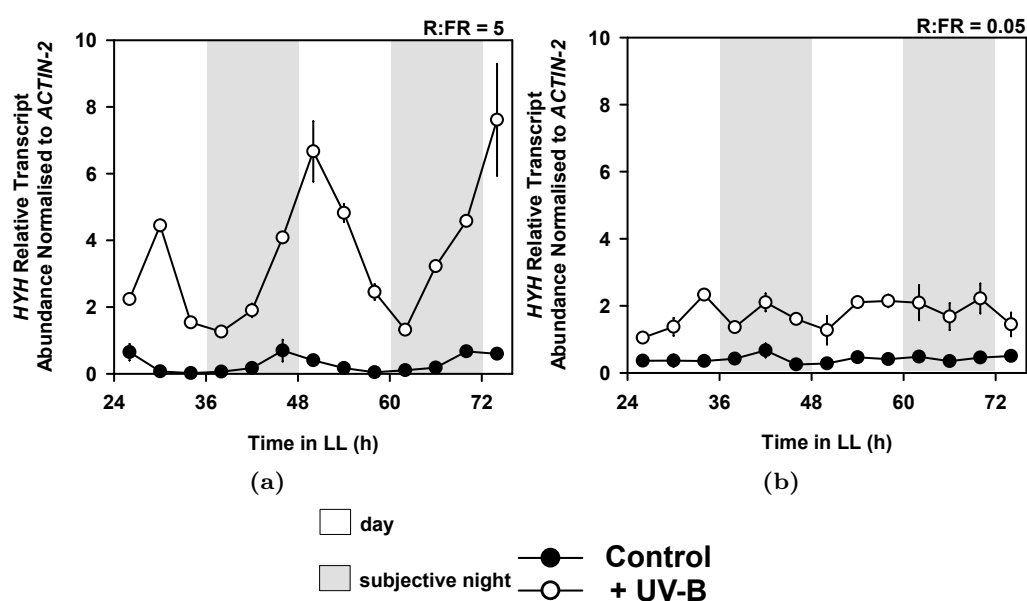 R:FR = 5
HYH Relative Transcript
Abundance Normalised to ACTIN-2
10
8
6
4
2
0
24
36
48
60
72
Time in LL (h)
(a)
R:FR = 0.05
HYH Relative Transcript
Abundance Normalised to ACTIN-2
10
8
6
4
2
0
24
36
48
60
72
Time in LL (h)
(b)
day
subjective night
Control
+ UV-B